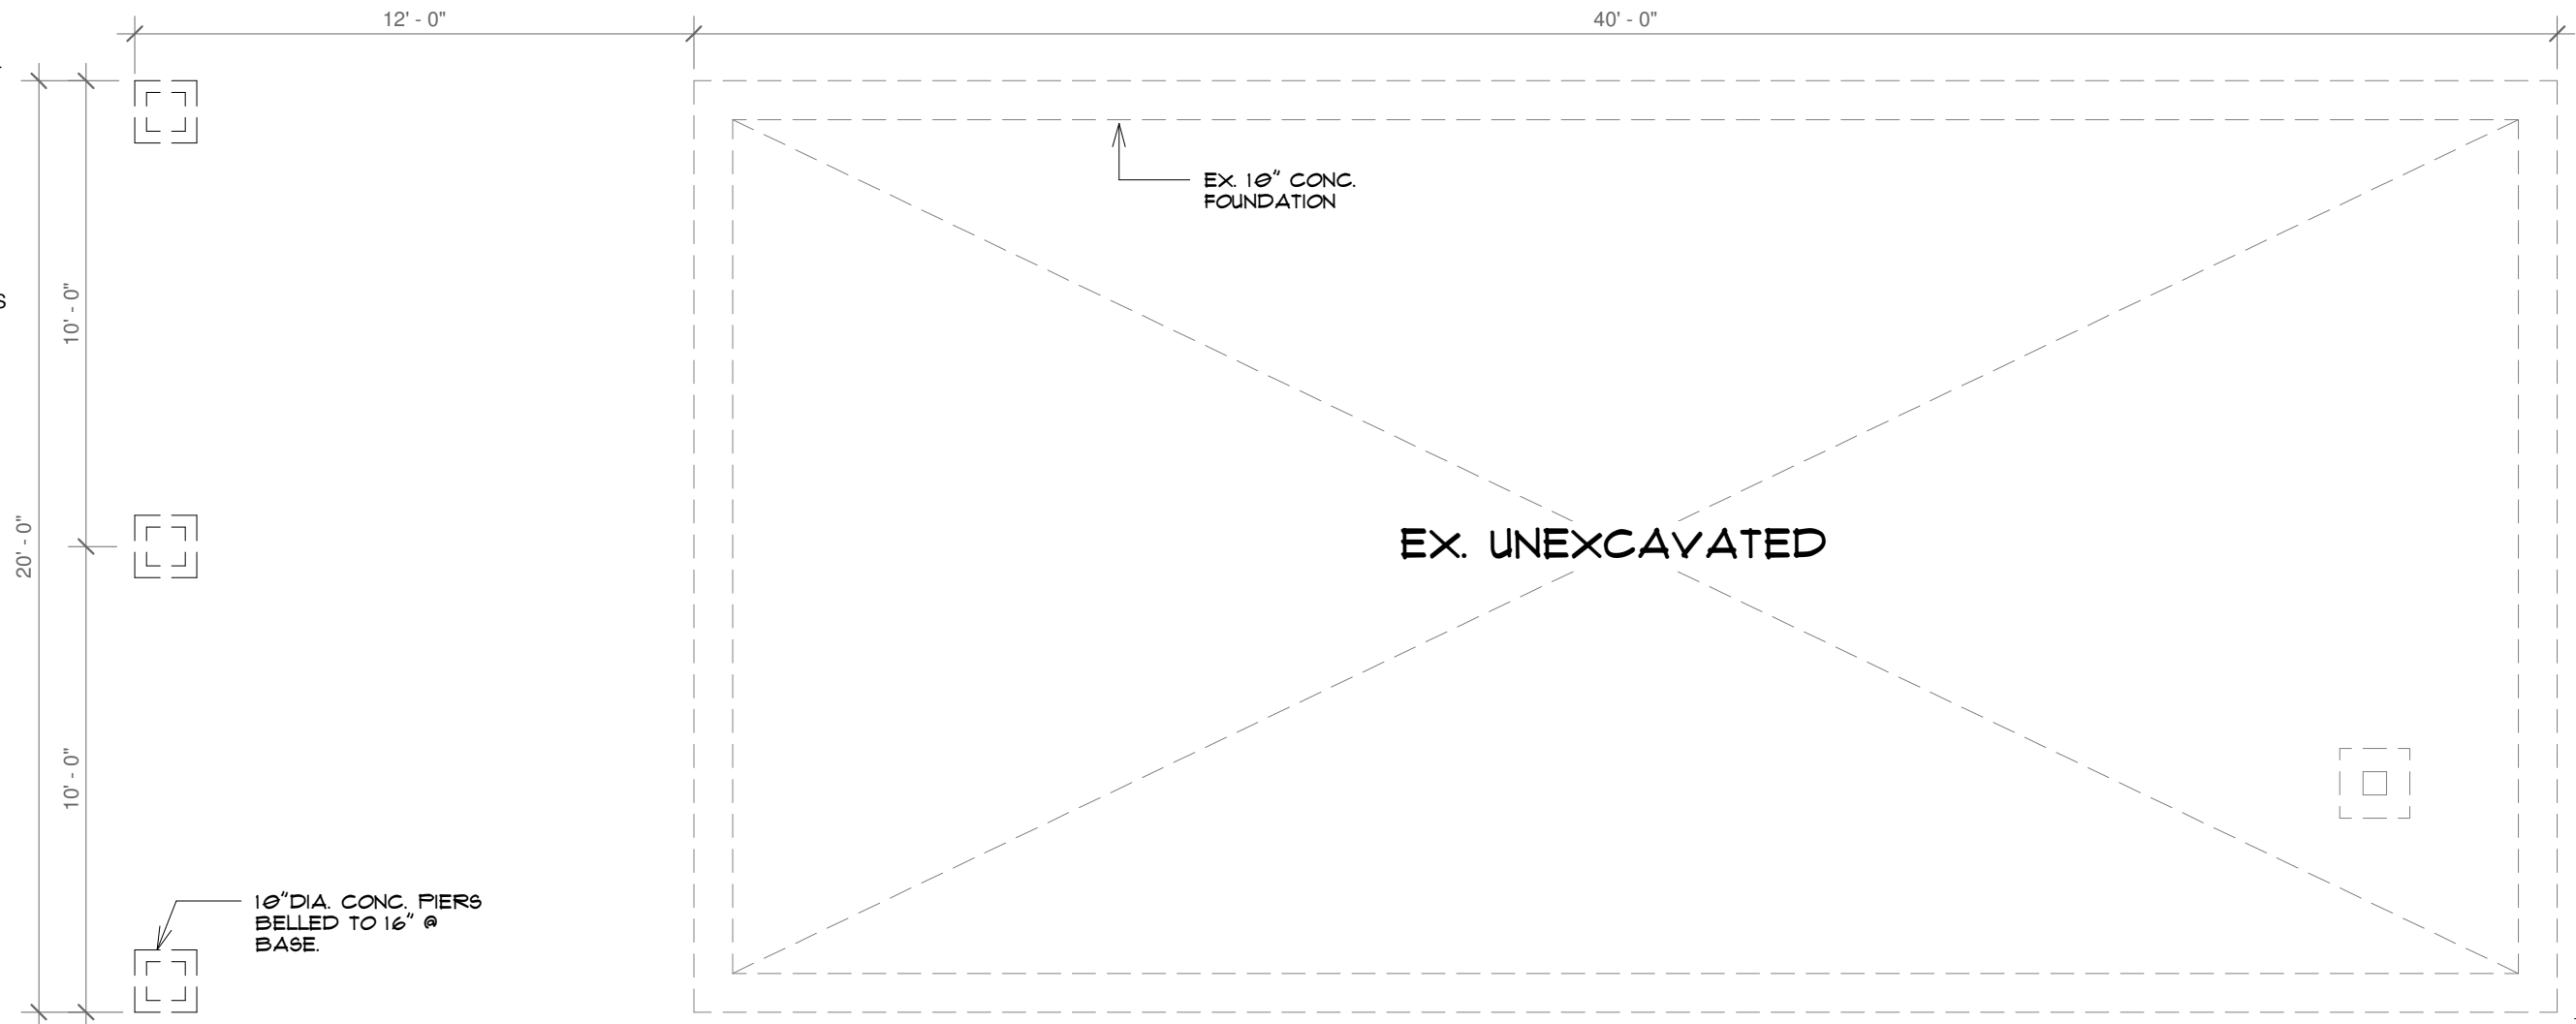 12' - 0"
40' - 0"
EX. 10" CONC.
FOUNDATION
S
10' - 0"
20' - 0"
EX. UNEXCAVATED
10' - 0"
10"DIA. CONC. PIERS
BELLED TO 16" @
BASE.